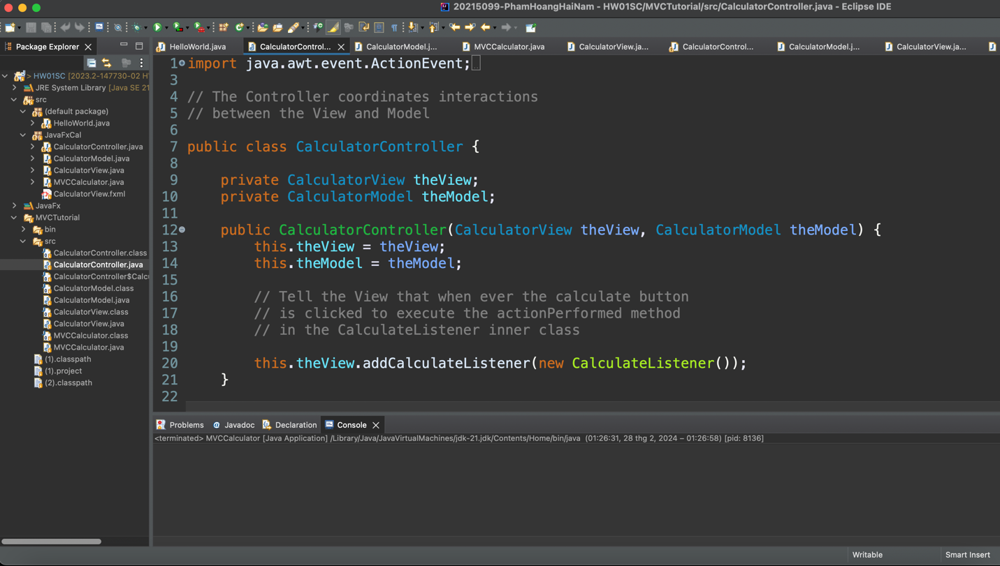 20215099-PhamHoangHaiNam - HW01SC/MVCTutorial/src/CalculatorController.java - Eclipse IDE
Package Explorer
HelloWorld.java
CalculatorControl...
CalculatorModel.j...
MVCCalculator.java
CalculatorView.ja...
CalculatorControl...
CalculatorModel.j...
CalculatorView.ja...
> HW01SC [2023.2-147730-02 H
JRE System Library [Java SE 21
src
(default package)
HelloWorld.java
JavaFxCal
CalculatorController.java
CalculatorModel.java
CalculatorView.java
MVCCalculator.java
CalculatorView.fxml
JavaFx
MVCTutorial
bin
src
CalculatorController.class
CalculatorController.java
CalculatorController$Calcu
CalculatorModel.class
CalculatorModel.java
CalculatorView.class
CalculatorView.java
MVCCalculator.class
MVCCalculator.java
(1).classpath
(1).project
(2).classpath
1 import java.awt.event.ActionEvent;
3
4 // The Controller coordinates interactions
5 // between the View and Model
6
7 public class CalculatorController {
8
9 private CalculatorView theView;
10 private CalculatorModel theModel;
11
12 public CalculatorController(CalculatorView theView, CalculatorModel theModel) {
13 this.theView = theView;
14 this.theModel = theModel;
15
16 // Tell the View that when ever the calculate button
17 // is clicked to execute the actionPerformed method
18 // in the CalculateListener inner class
19
20 this.theView.addCalculateListener(new CalculateListener());
21 }
22
Problems
@ Javadoc
Declaration
Console
<terminated> MVCCalculator [Java Application] /Library/Java/JavaVirtualMachines/jdk-21.jdk/Contents/Home/bin/java (01:26:31, 28 thg 2, 2024 – 01:26:58) [pid: 8136]
Writable
Smart Insert